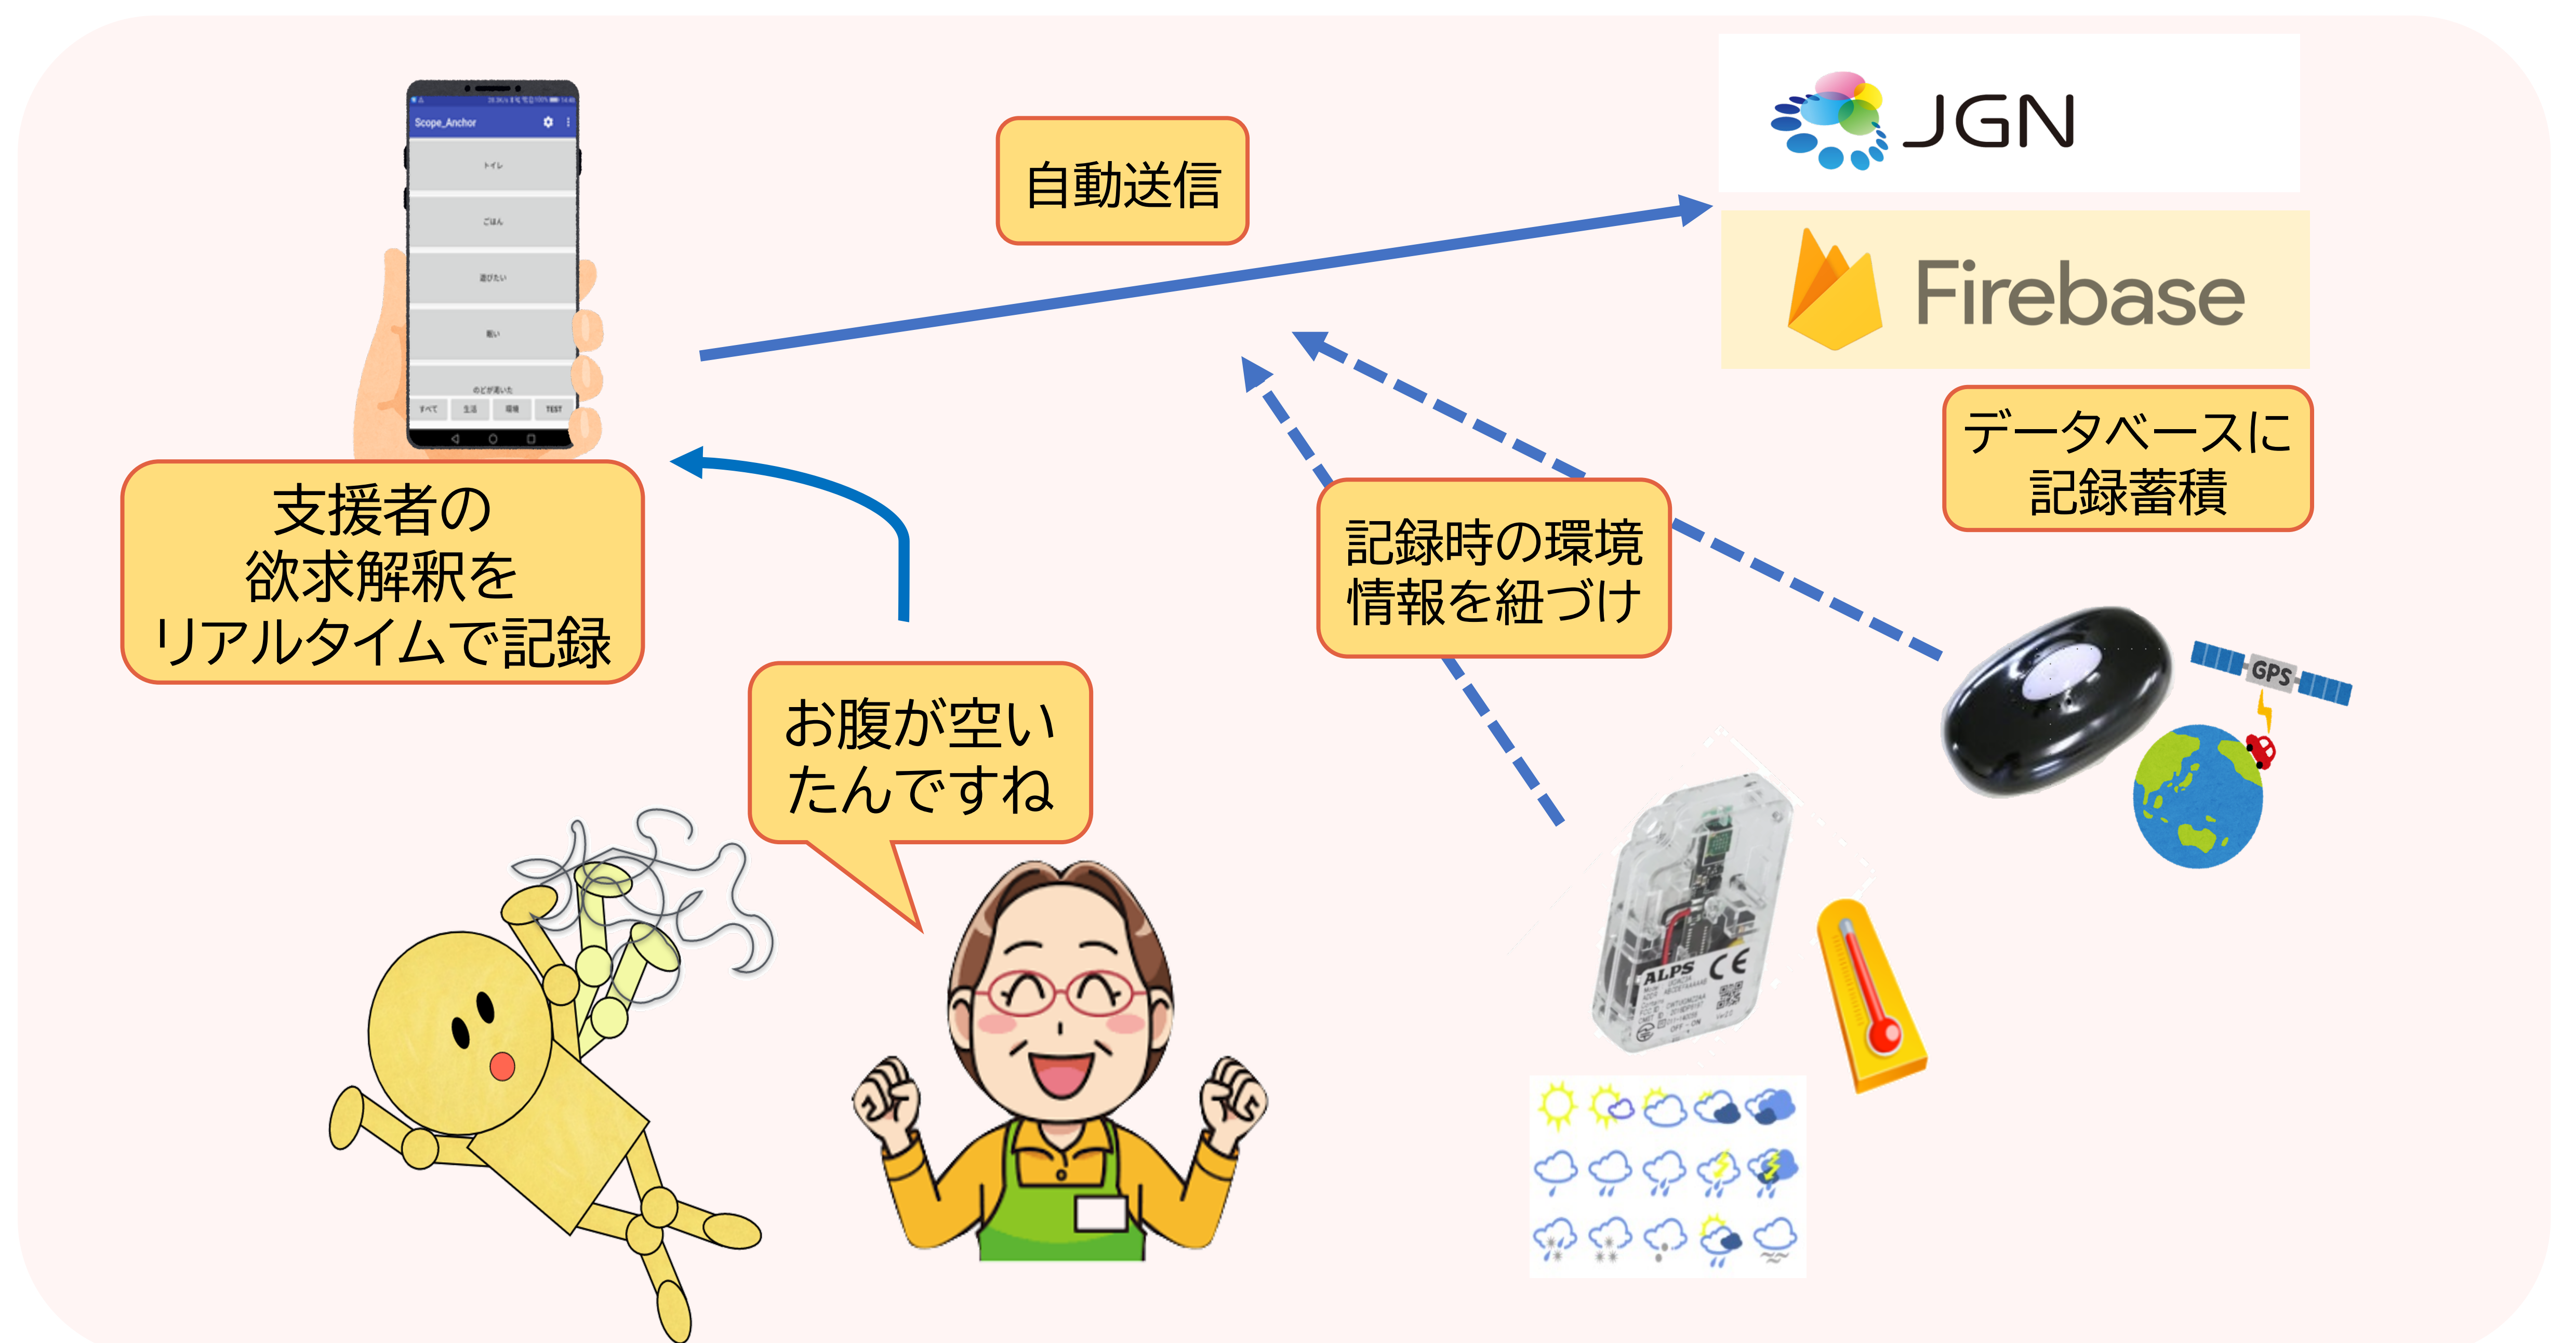 Scope_Anchor
トイレ
ごはん
遊びたい
眠い
のどが渇いた
すべて
生活
環境
TEST
支援者の
欲求解釈を
リアルタイムで記録
自動送信
JGN
Firebase
データベースに
記録蓄積
記録時の環境
情報を紐づけ
お腹が空い
たんですね
GPS
ALPS
CE
OFF - ON